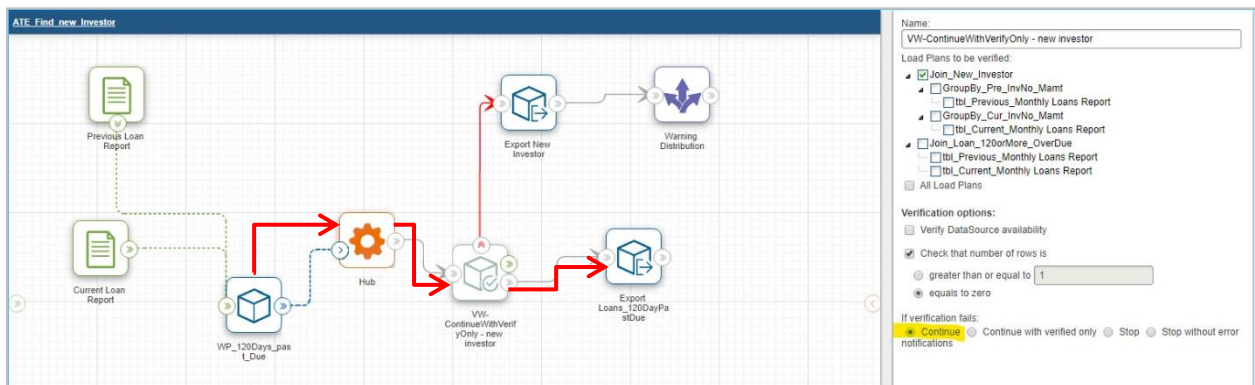 ATE_Find_new_Investor
Previous Loan
Report
Current Loan
Report
WP_120Days_pas
t_Due
Hub
VW-
ContinueWithVerif
yOnly - new
investor
Export New
Investor
Warning
Distribution
Export
Loans_120DayPa
stDue
Name:
VW-ContinueWithVerifyOnly - new investor
Load Plans to be verified:
Join_New_Investor
GroupBy_Pre_InvNo_Mamt
tbl_Previous_Monthly Loans Report
GroupBy_Cur_InvNo_Mamt
tbl_Current_Monthly Loans Report
Join_Loan_120orMore_OverDue
tbl_Previous_Monthly Loans Report
tbl_Current_Monthly Loans Report
All Load Plans
Verification options:
Verify DataSource availability
Check that number of rows is
greater than or equal to 1
equals to zero
If verification fails:
Continue Continue with verified only Stop Stop without error
notifications